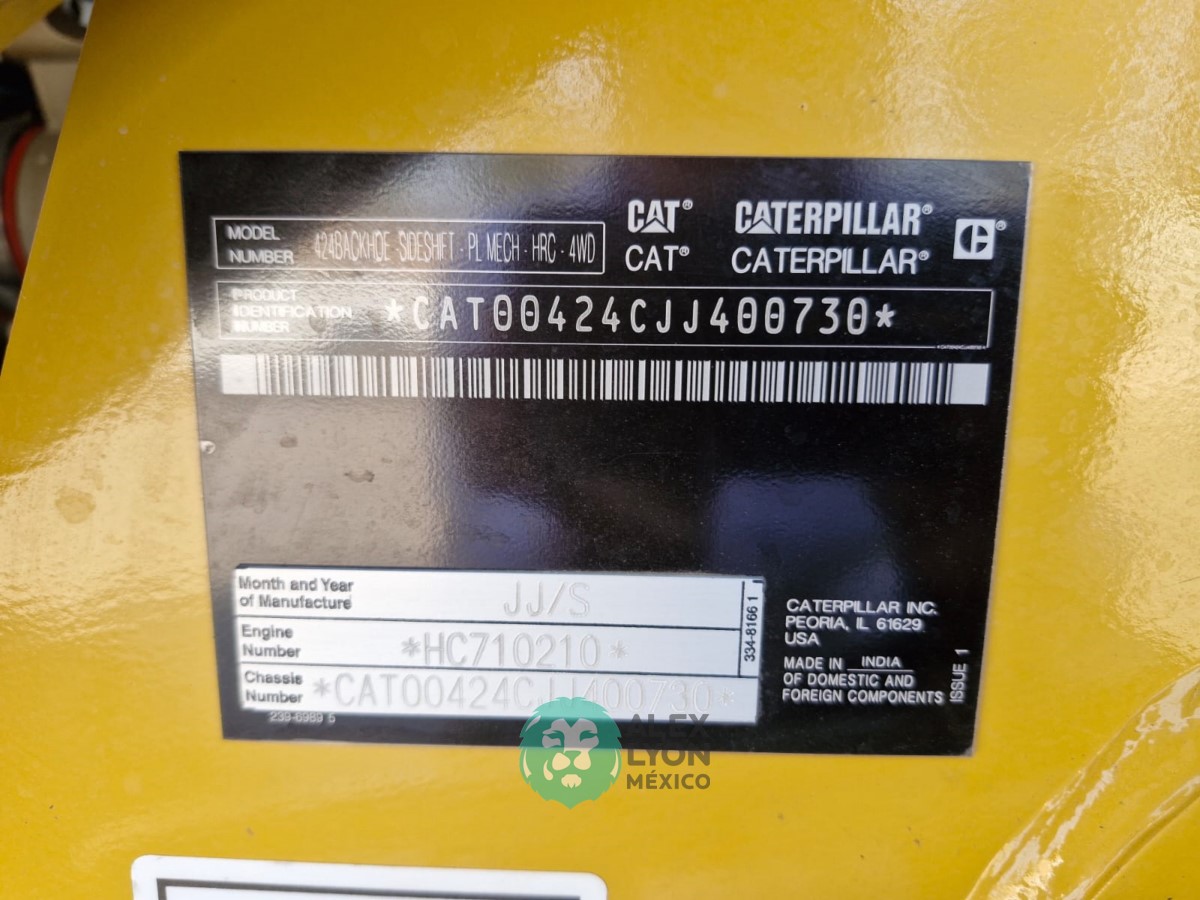 MODEL NUMBER 424BACKHOE SIDESHIFT - PL MECH - HRC - 4WD
CAT® CATERPILLAR®
CAT® CATERPILLAR®
PRODUCT IDENTIFICATION NUMBER *CAT00424CJJ400730*
Month and Year of Manufacture JJ/S
Engine Number *HC710210*
Chassis Number *CAT00424CJJ400730*
239-6989 5
334-8166 1
CATERPILLAR INC.
PEORIA, IL 61629
USA
MADE IN INDIA
OF DOMESTIC AND
FOREIGN COMPONENTS
ISSUE 1
ALEX
LYON
MÉXICO